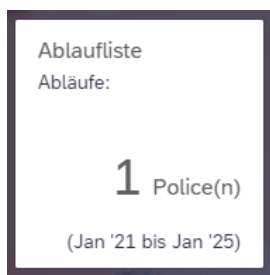 Ablaufliste
Abläufe:
1 Police(n)
(Jan '21 bis Jan '25)